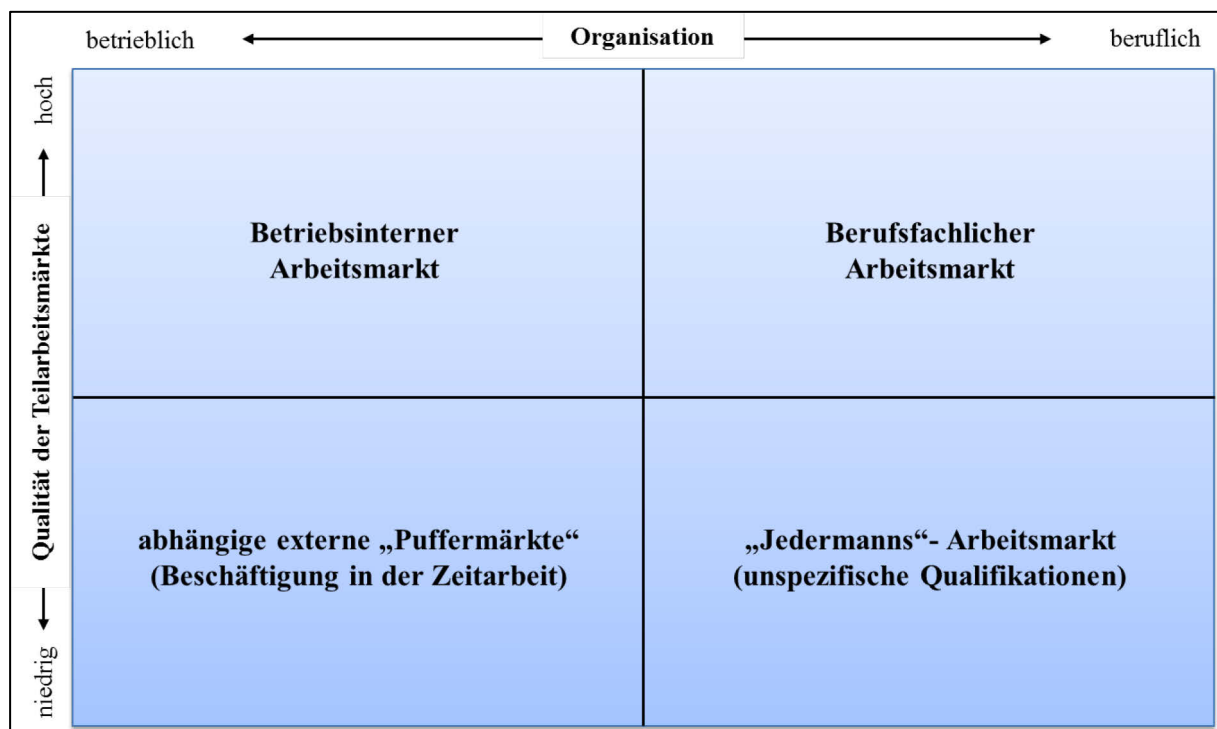 betrieblich
Organisation
beruflich
hoch
Qualität der Teilarbeitsmärkte
niedrig
Betriebsinterner
Arbeitsmarkt
Berufsfachlicher
Arbeitsmarkt
abhängige externe „Puffermärkte“
(Beschäftigung in der Zeitarbeit)
„Jedermanns“- Arbeitsmarkt
(unspezifische Qualifikationen)